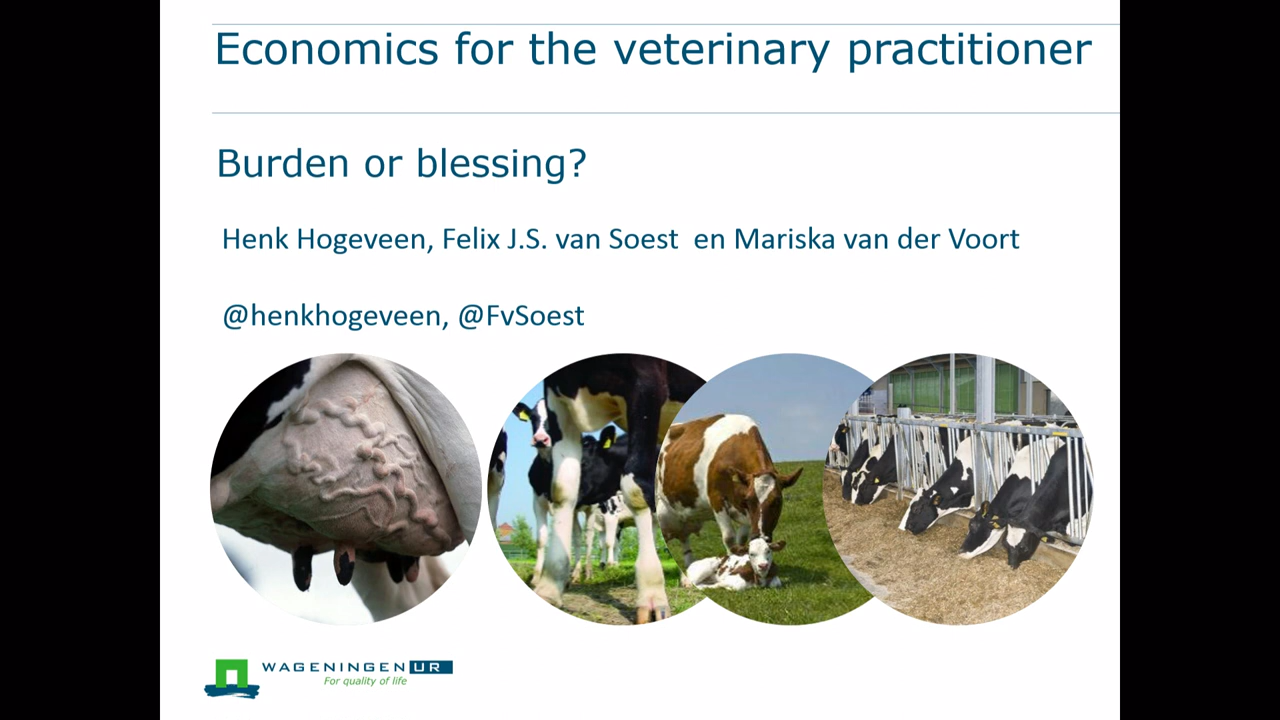 Economics for the veterinary practitioner
Burden or blessing?
Henk Hogeveen, Felix J.S. van Soest en Mariska van der Voort
@henkhogeveen, @FvSoest
WAGENINGEN UR
For quality of life